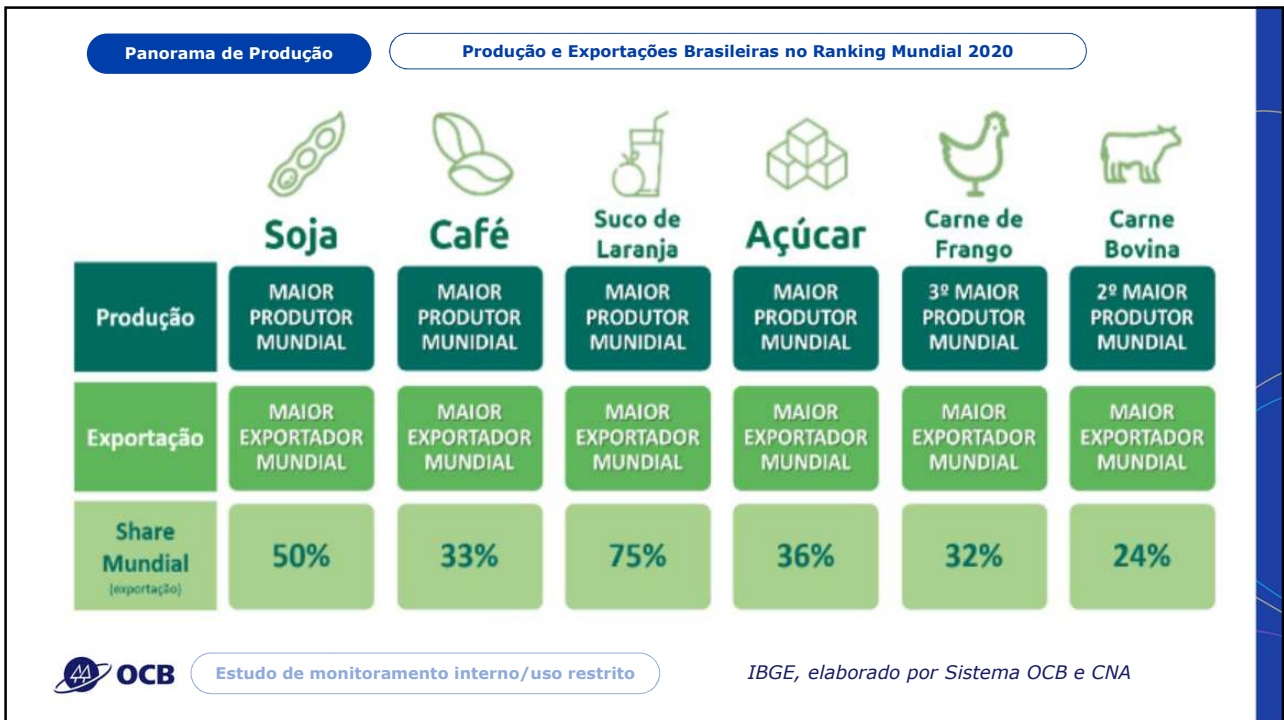 Panorama de Produção
Produção e Exportações Brasileiras no Ranking Mundial 2020
Soja
Café
Suco de
Laranja
Açúcar
Carne de
Frango
Carne
Bovina
Produção
MAIOR
PRODUTOR
MUNDIAL
MAIOR
PRODUTOR
MUNIDIAL
MAIOR
PRODUTOR
MUNIDIAL
MAIOR
PRODUTOR
MUNDIAL
3º MAIOR
PRODUTOR
MUNDIAL
2º MAIOR
PRODUTOR
MUNDIAL
Exportação
MAIOR
EXPORTADOR
MUNDIAL
MAIOR
EXPORTADOR
MUNDIAL
MAIOR
EXPORTADOR
MUNDIAL
MAIOR
EXPORTADOR
MUNDIAL
MAIOR
EXPORTADOR
MUNDIAL
MAIOR
EXPORTADOR
MUNDIAL
Share
Mundial
(exportação)
50%
33%
75%
36%
32%
24%
OCB
Estudo de monitoramento interno/uso restrito
IBGE, elaborado por Sistema OCB e CNA